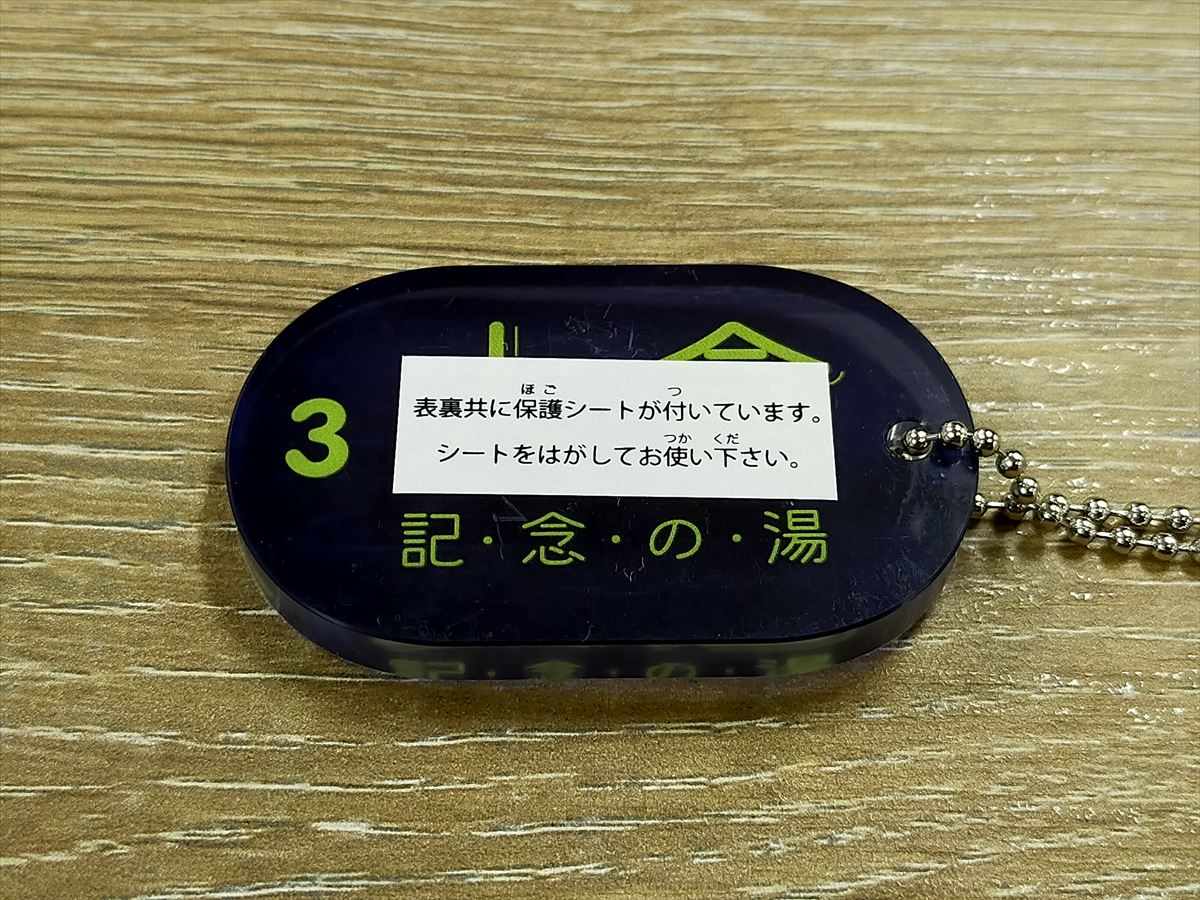 3
表裏共に保護シートが付いています。
シートをはがしてお使い下さい。
記・念・の・湯